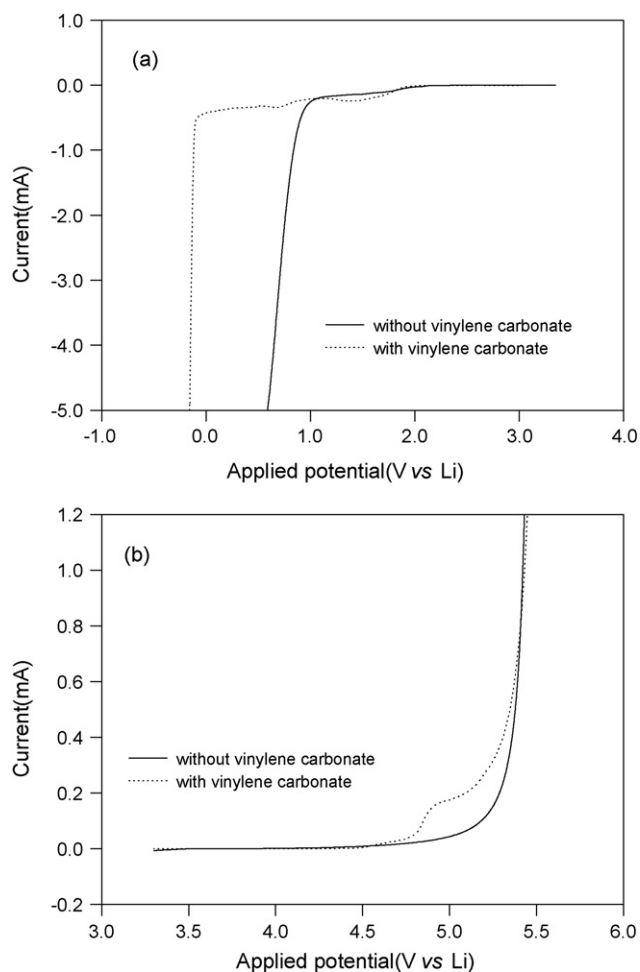 (a)
1.0
0.0
-1.0
-2.0
-3.0
-4.0
-5.0
Current(mA)
without vinylene carbonate
with vinylene carbonate
-1.0 0.0 1.0 2.0 3.0 4.0
Applied potential(V vs Li)
(b)
1.2
1.0
0.8
0.6
0.4
0.2
0.0
-0.2
Current(mA)
without vinylene carbonate
with vinylene carbonate
3.0 3.5 4.0 4.5 5.0 5.5 6.0
Applied potential(V vs Li)